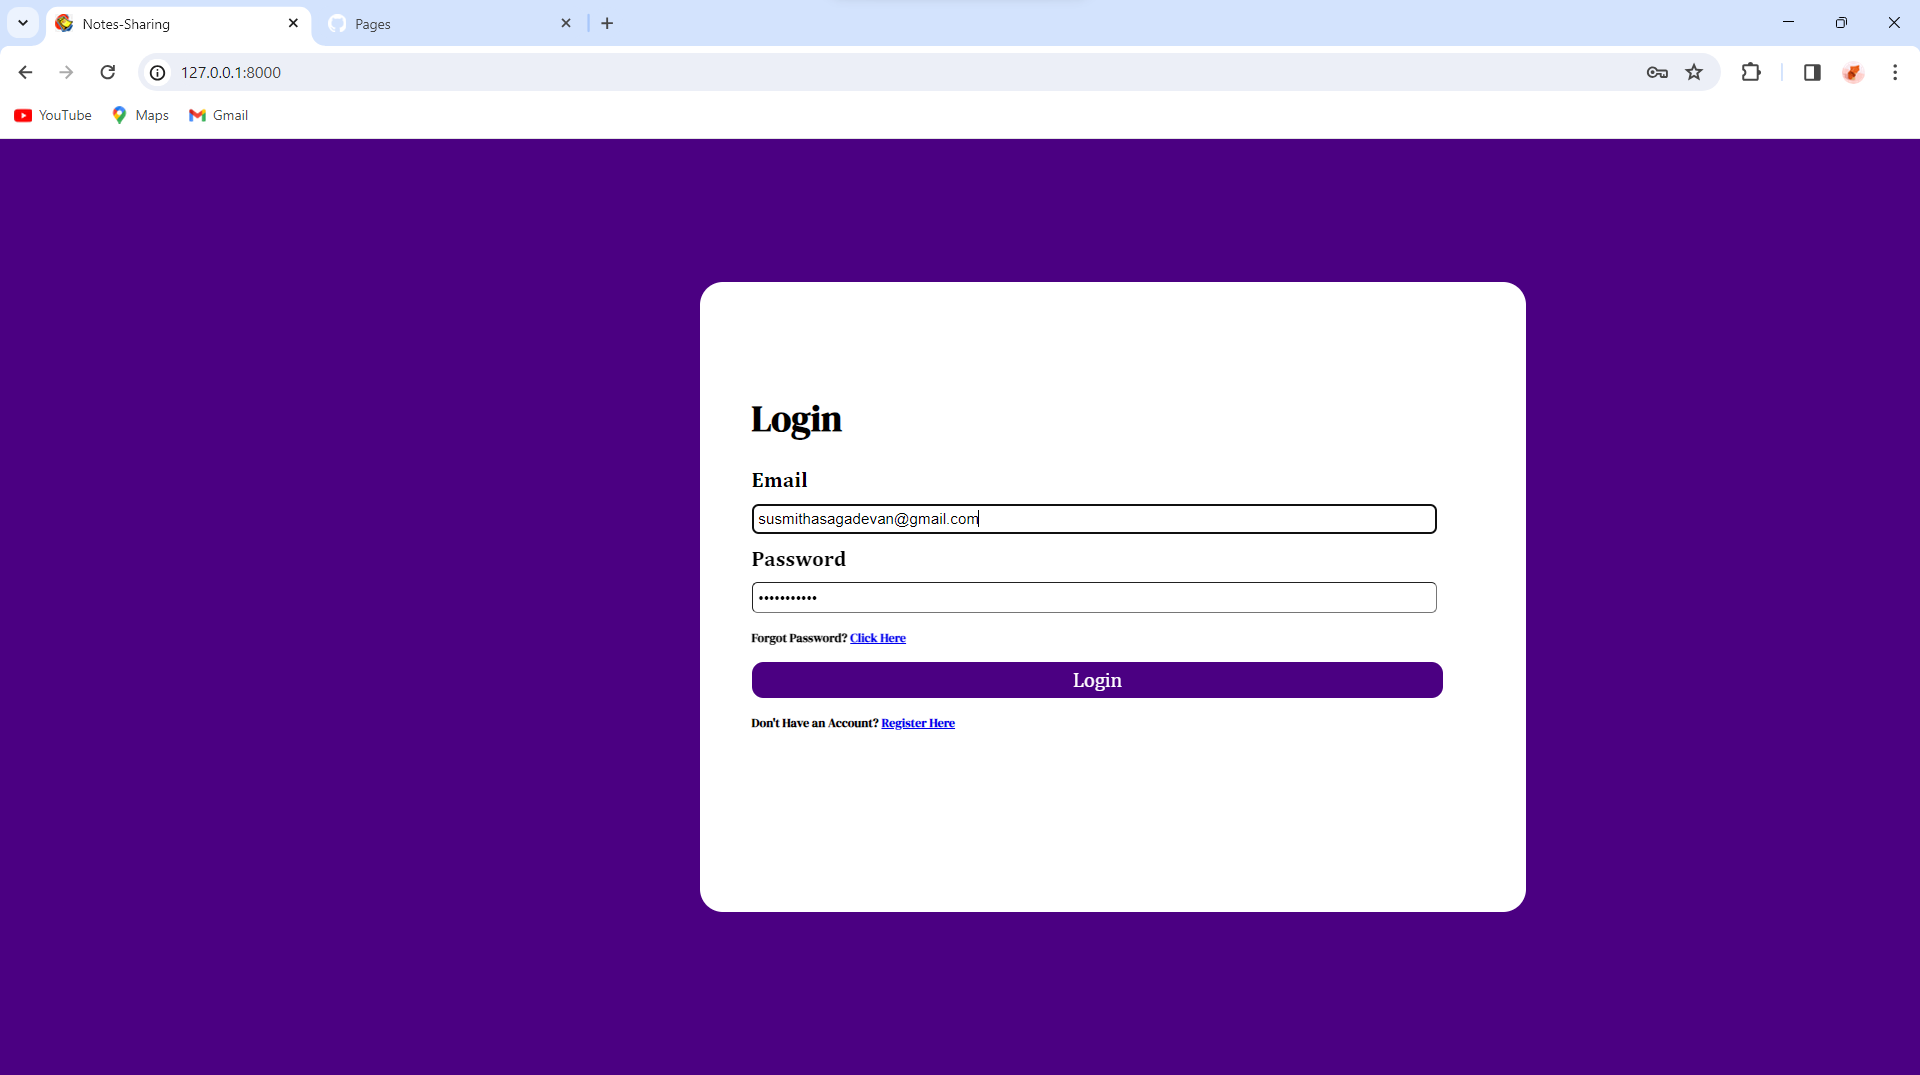 Notes-Sharing
Pages
127.0.0.1:8000
YouTube
Maps
Gmail
Login
Email
susmithasagadevan@gmail.com
Password
•••••••••••
Forgot Password? Click Here
Login
Don't Have an Account? Register Here